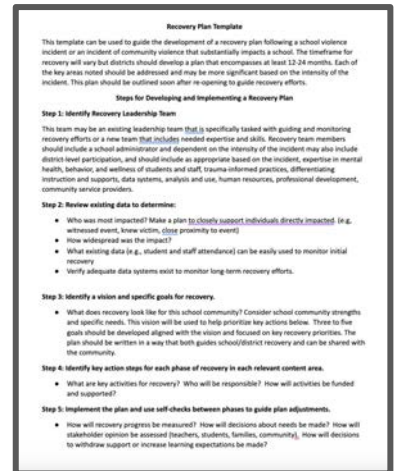 Recovery Plan Template
This template can be used to guide the development of a recovery plan following a school violence
incident or an incident of community violence that substantially impacts a school. The timeframe for
recovery will vary but districts should develop a plan that encompasses at least 12-24 months. Each of
the key areas noted should be addressed and may be more significant based on the intensity of the
incident. This plan should be outlined soon after re-opening to guide recovery efforts.
Steps for Developing and Implementing a Recovery Plan
Step 1: Identify Recovery Leadership Team
This team may be an existing leadership team that is specifically tasked with guiding and monitoring
recovery efforts or a new team that includes needed expertise and skills. Recovery team members
should include a school administrator and dependent on the intensity of the incident may also include
district-level participation, and should include as appropriate based on the incident, expertise in mental
health, behavior, and wellness of students and staff, trauma-informed practices, differentiating
instruction and supports, data systems, analysis and use, human resources, professional development,
community service providers.
Step 2: Review existing data to determine:
• Who was most impacted? Make a plan to closely support individuals directly impacted. (e.g,
witnessed event, knew victim, close proximity to event)
• How widespread was the impact?
• What existing data (e.g., student and staff attendance) can be easily used to monitor initial
recovery
• Verify adequate data systems exist to monitor long-term recovery efforts.
Step 3: Identify a vision and specific goals for recovery.
• What does recovery look like for this school community? Consider school community strengths
and specific needs. This vision will be used to help prioritize key actions below. Three to five
goals should be developed aligned with the vision and focused on key recovery priorities. The
plan should be written in a way that both guides school/district recovery and can be shared with
the community.
Step 4: Identify key action steps for each phase of recovery in each relevant content area.
• What are key activities for recovery? Who will be responsible? How will activities be funded
and supported?
Step 5: Implement the plan and use self-checks between phases to guide plan adjustments.
• How will recovery progress be measured? How will decisions about needs be made? How will
stakeholder opinion be assessed (teachers, students, families, community), How will decisions
to withdraw support or increase learning expectations be made?